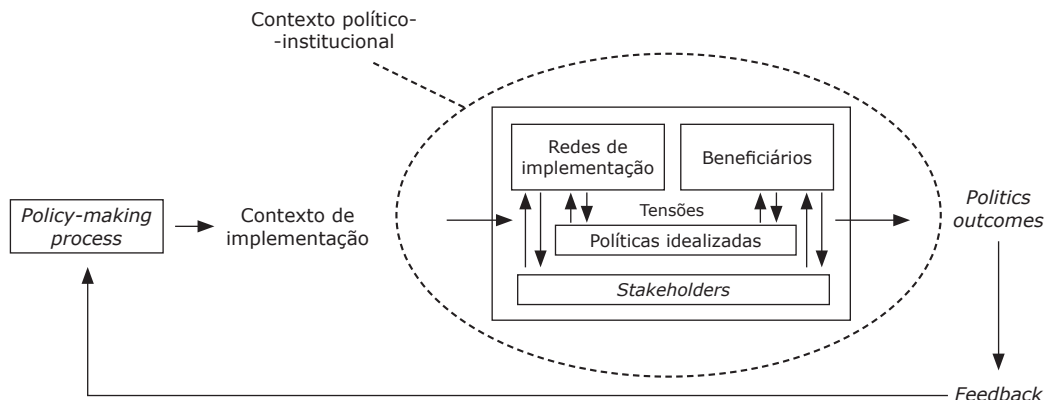 Contexto político-
-institucional
Redes de
implementação
Beneficiários
Policy-making
process
Contexto de
implementação
Tensões
Políticas idealizadas
Stakeholders
Politics
outcomes
Feedback